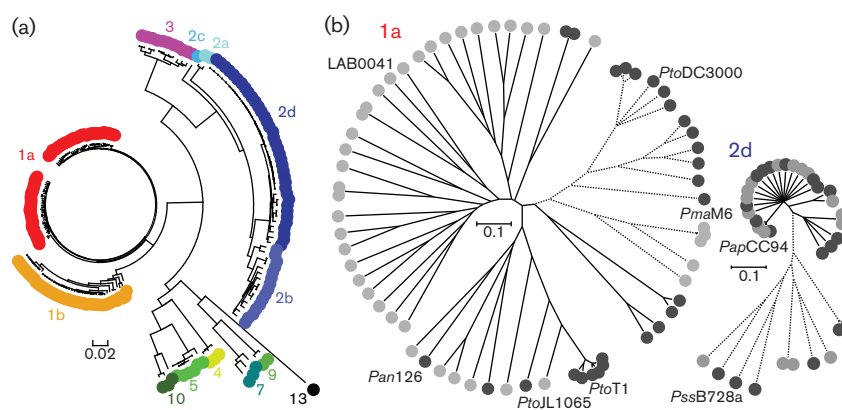 (a)
3
2c
2a
2d
1a
1b
2b
0.02
10
5
4
7
9
13
(b)
1a
LAB0041
PtoDC3000
2d
0.1
PmaM6
PapCC94
0.1
Pan126
PtoJL1065
PtoT1
PssB728a